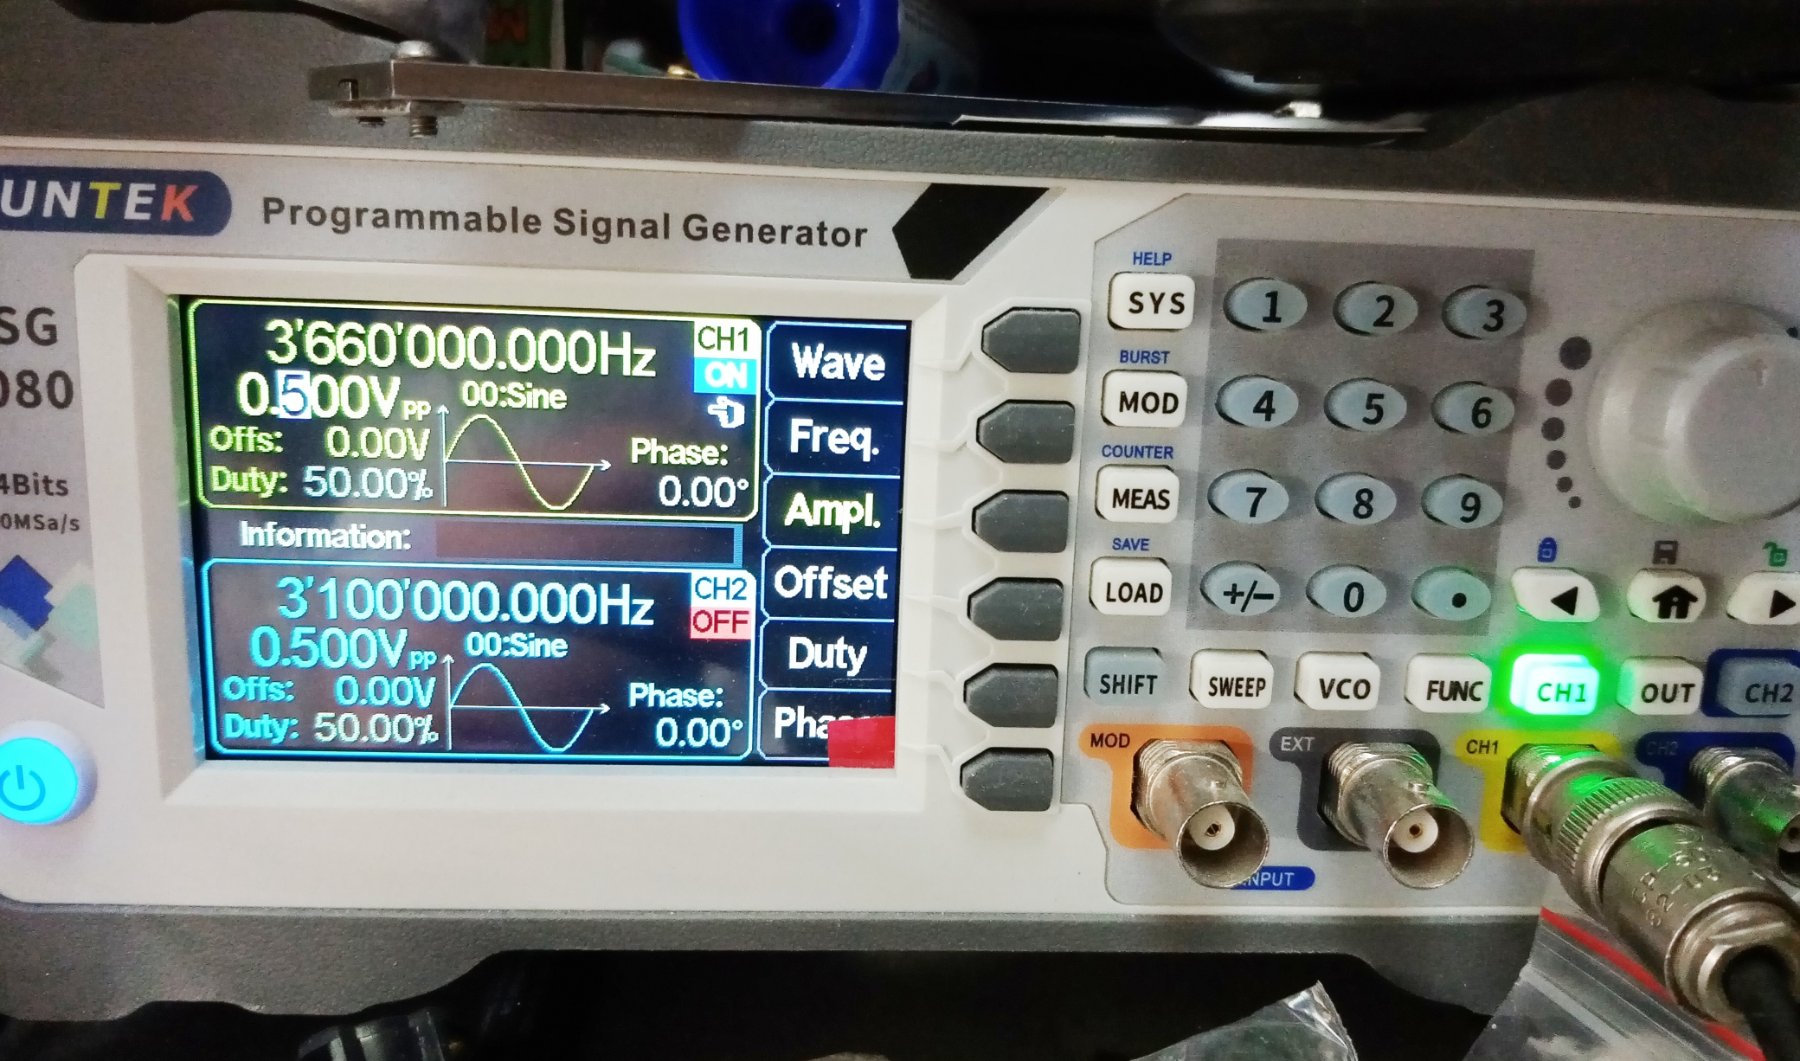 UNTEK
Programmable Signal Generator
SG
080
4Bits
0MSa/s
3'660'000.000Hz
CH1
ON
0.500Vpp
00:Sine
Offs: 0.00V
Phase:
Duty: 50.00%
0.00°
Information:
3'100'000.000Hz
CH2
OFF
0.500Vpp
00:Sine
Offs: 0.00V
Phase:
Duty: 50.00%
0.00°
Wave
Freq.
Ampl.
Offset
Duty
Pha
HELP
SYS
1 2 3
BURST
MOD
4 5 6
COUNTER
MEAS
7 8 9
SAVE
LOAD
+/- 0 •
SHIFT SWEEP VCO FUNC CH1 OUT CH2
MOD EXT CH1 CH2
INPUT